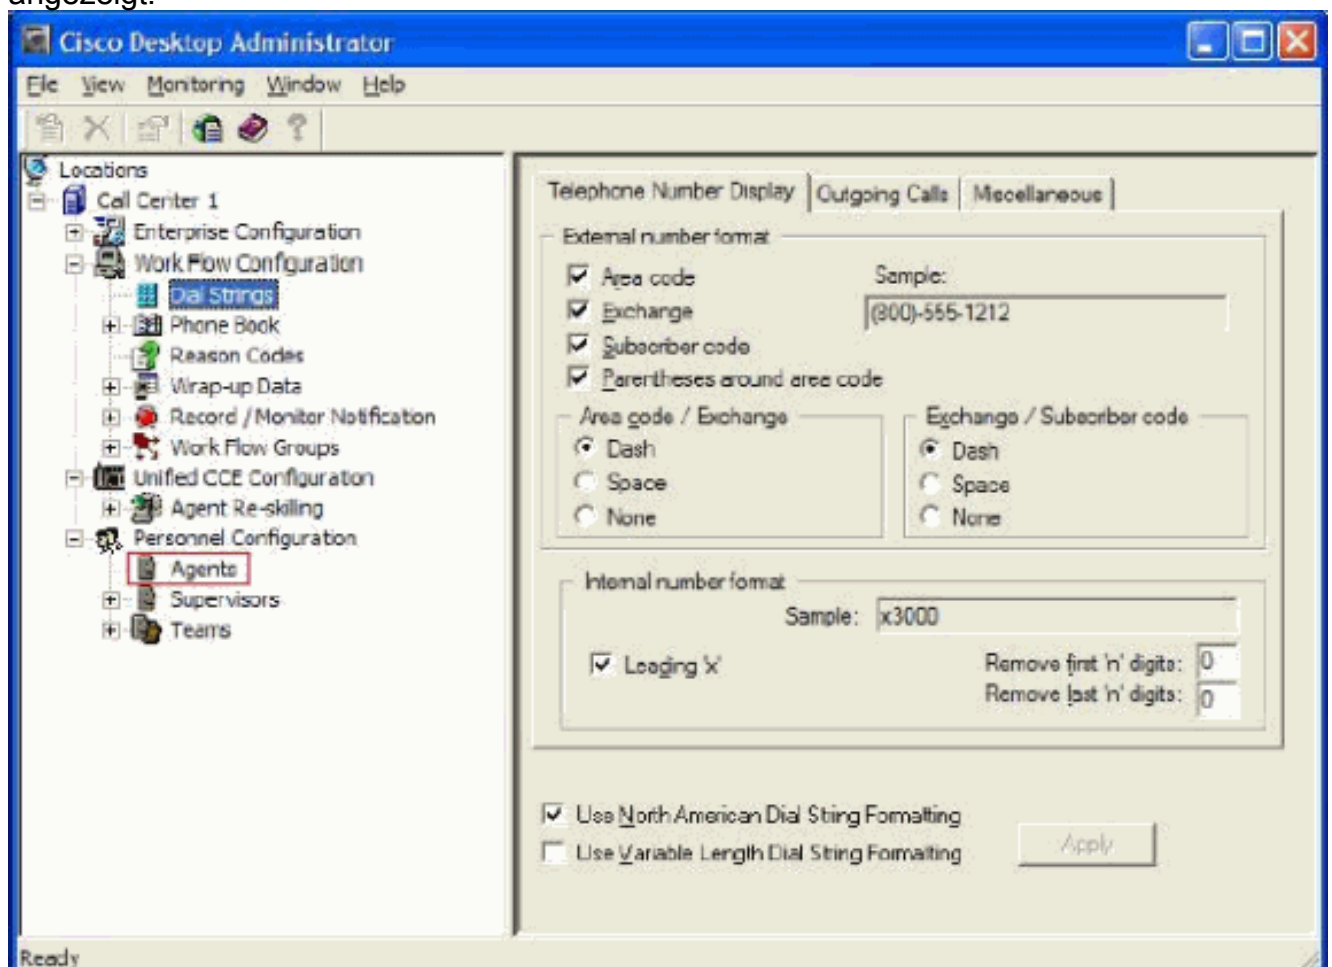 angezeigt.
Cisco Desktop Administrator
File View Monitoring Window Help
Locations
Call Center 1
Enterprise Configuration
Work Flow Configuration
Dial Strings
Phone Book
Reason Codes
Wrap-up Data
Record / Monitor Notification
Work Flow Groups
Unified CCE Configuration
Agent Re-skilling
Personnel Configuration
Agents
Supervisors
Teams
Telephone Number Display Outgoing Calls Miscellaneous
External number format
Area code Sample:
Exchange (800)-555-1212
Subscriber code
Parentheses around area code
Area code / Exchange Exchange / Subscriber code
Dash Dash
Space Space
None None
Internal number format
Sample: x3000
Leading 'x' Remove first 'n' digits: 0
Remove last 'n' digits: 0
Use North American Dial String Formatting
Use Variable Length Dial String Formatting Apply
Ready